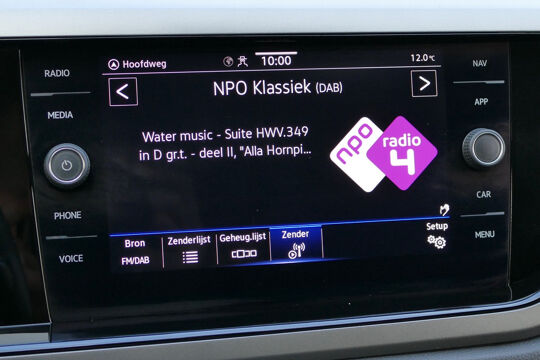 RADIO
MEDIA
PHONE
VOICE
Hoofdweg
10:00
12.0°C
<
NPO Klassiek (DAB)
>
Water music - Suite HWV.349
in D gr.t. - deel II, "Alla Hornpi...
npo
radio
4
Bron
FM/DAB
Zenderlijst
Geheug.lijst
Zender
Setup
NAV
APP
CAR
MENU